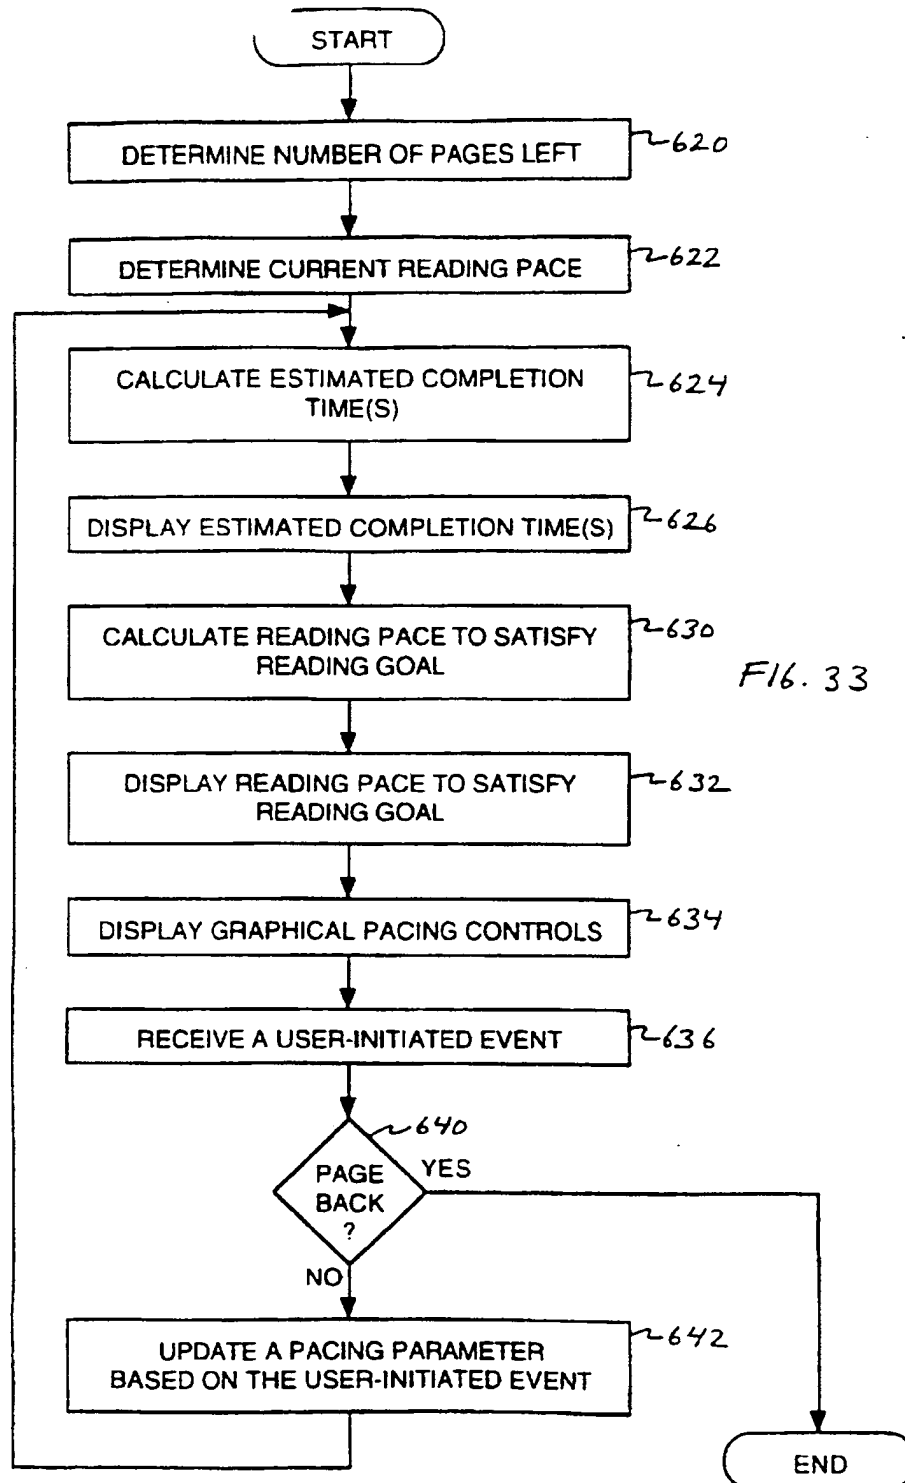 START
DETERMINE NUMBER OF PAGES LEFT
620
DETERMINE CURRENT READING PACE
622
CALCULATE ESTIMATED COMPLETION
TIME(S)
624
DISPLAY ESTIMATED COMPLETION TIME(S)
626
CALCULATE READING PACE TO SATISFY
READING GOAL
630
FIG. 33
DISPLAY READING PACE TO SATISFY
READING GOAL
632
DISPLAY GRAPHICAL PACING CONTROLS
634
RECEIVE A USER-INITIATED EVENT
636
640
PAGE
BACK
?
YES
NO
UPDATE A PACING PARAMETER
BASED ON THE USER-INITIATED EVENT
642
END